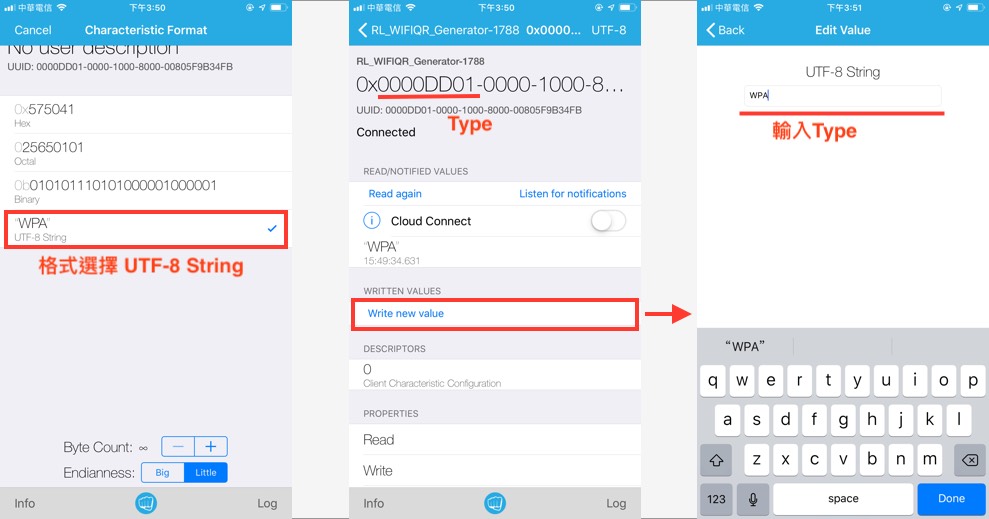 中華電信 下午3:50
Cancel Characteristic Format
No user description
UUID: 0000DD01-0000-1000-8000-00805F9B34FB
0x575041
Hex
025650101
Octal
0b010101110101000001000001
Binary
"WPA"
UTF-8 String
格式選擇 UTF-8 String
Byte Count: ∞ − +
Endianness: Big Little
Info Log
中華電信 下午3:50
RL_WIFIQR_Generator-1788 0x0000... UTF-8
RL_WIFIQR_Generator-1788
0x0000DD01-0000-1000-8...
UUID: 0000DD01-0000-1000-8000-00805F9B34FB
Type
Connected
READ/NOTIFIED VALUES
Read again Listen for notifications
Cloud Connect
"WPA"
15:49:34.631
WRITTEN VALUES
Write new value
DESCRIPTORS
0
Client Characteristic Configuration
PROPERTIES
Read
Write
Info Log
中華電信 下午3:51
Back Edit Value
UTF-8 String
WPA
輸入Type
“WPA”
q w e r t y u i o p
a s d f g h j k l
z x c v b n m
123 space Done